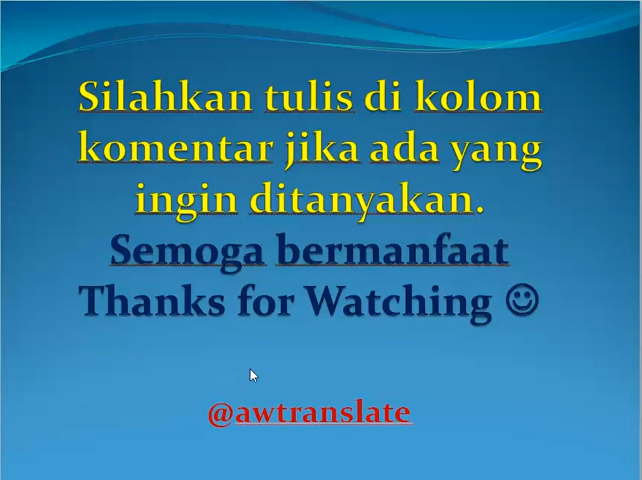 Silahkan tulis di kolom
komentar jika ada yang
ingin ditanyakan.
Semoga bermanfaat
Thanks for Watching ☺
@awtranslate